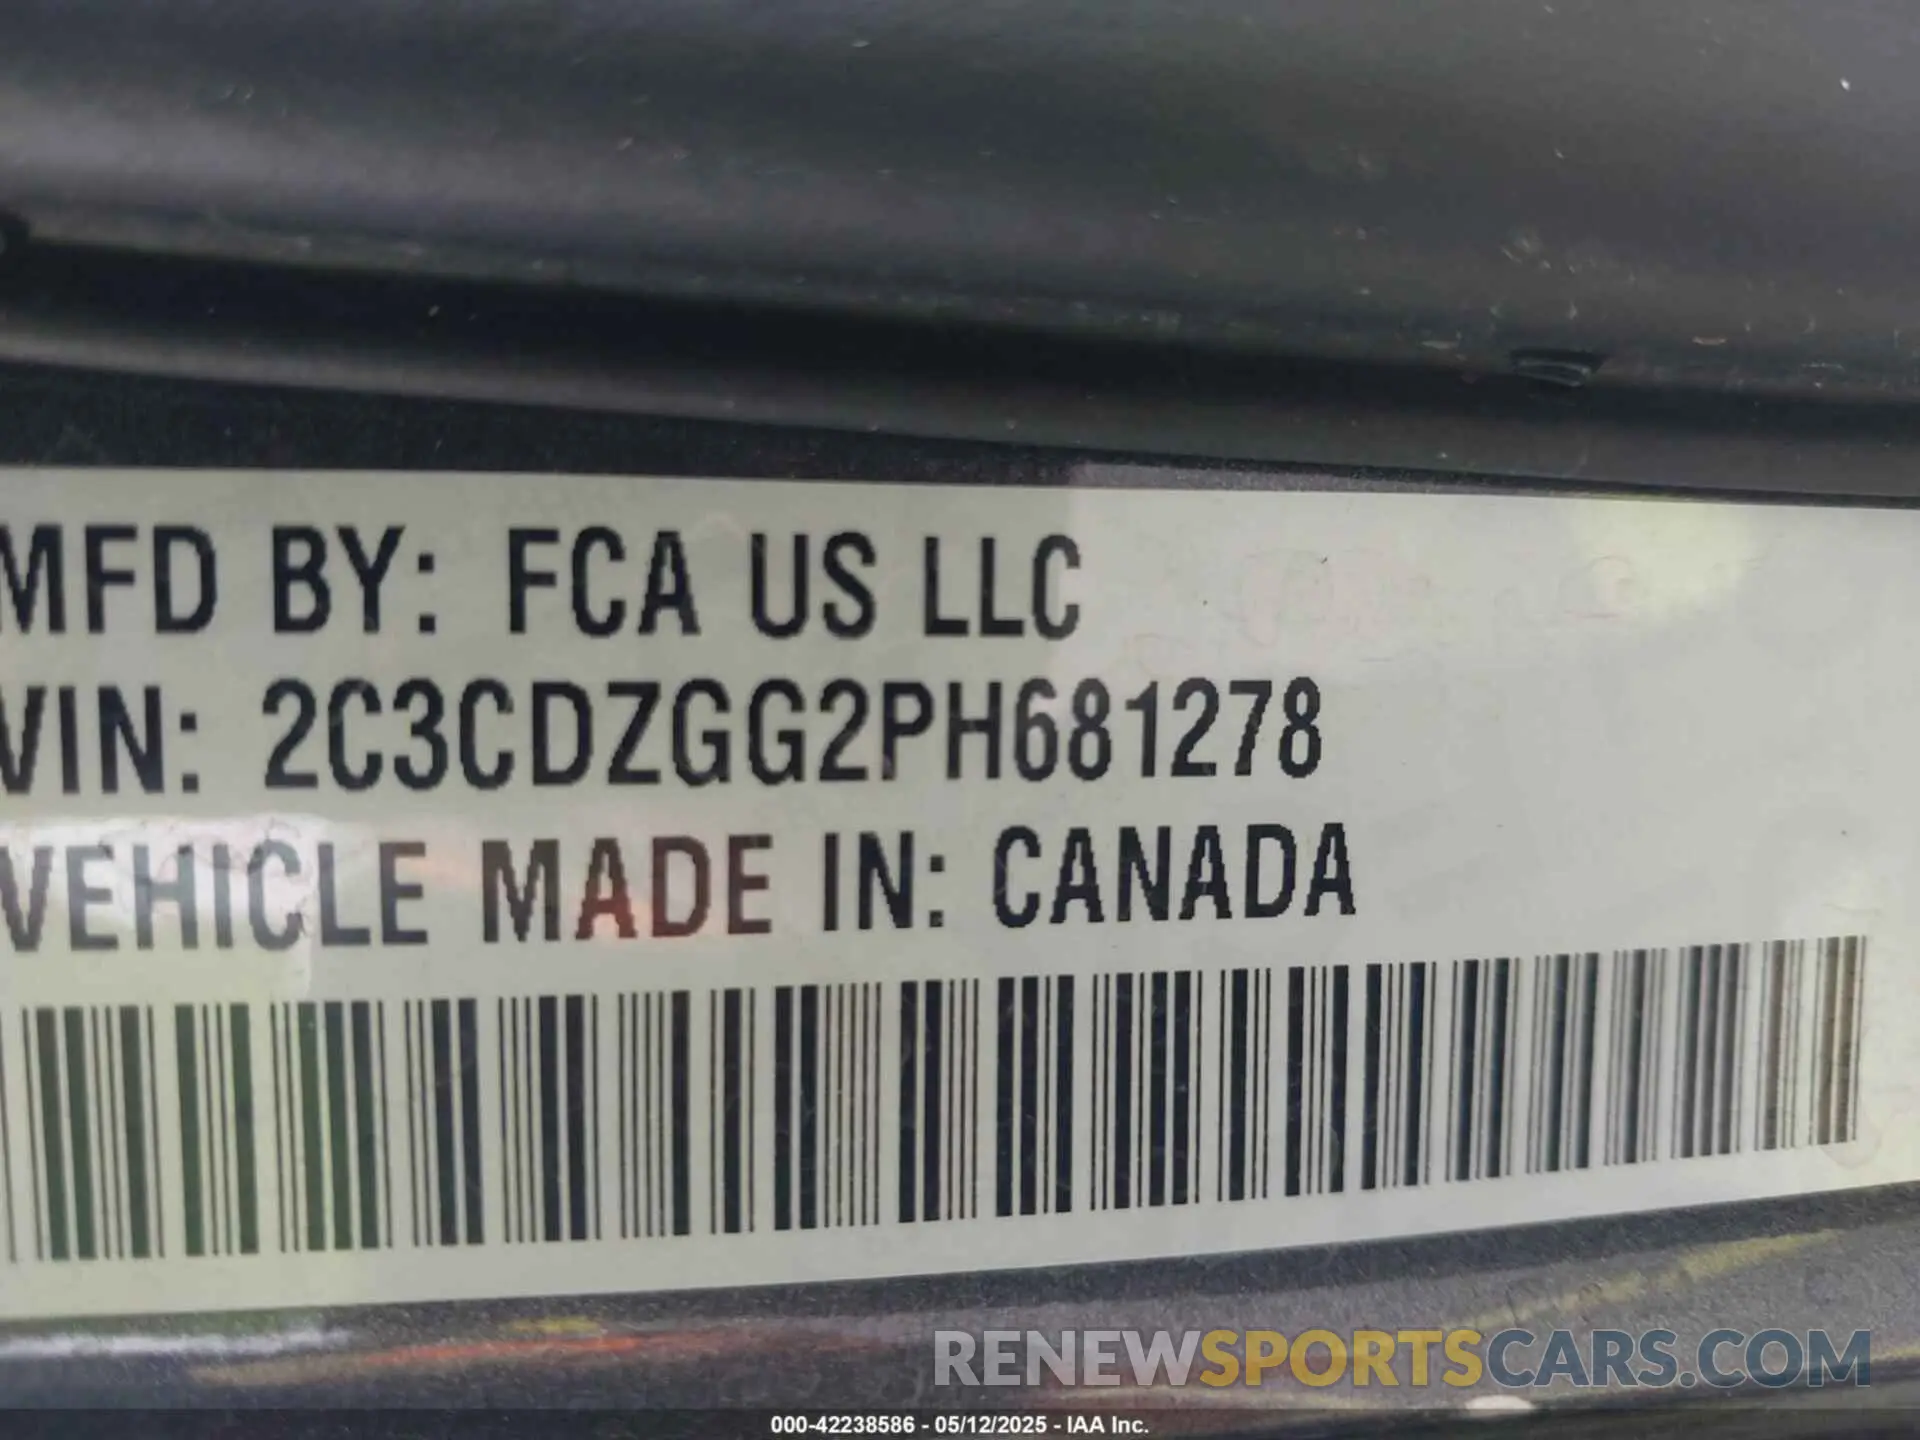 MFD BY: FCA US LLC
VIN: 2C3CDZGG2PH681278
VEHICLE MADE IN: CANADA
RENEWSPORTSCARS.COM
000-42238586 - 05/12/2025 - IAA Inc.